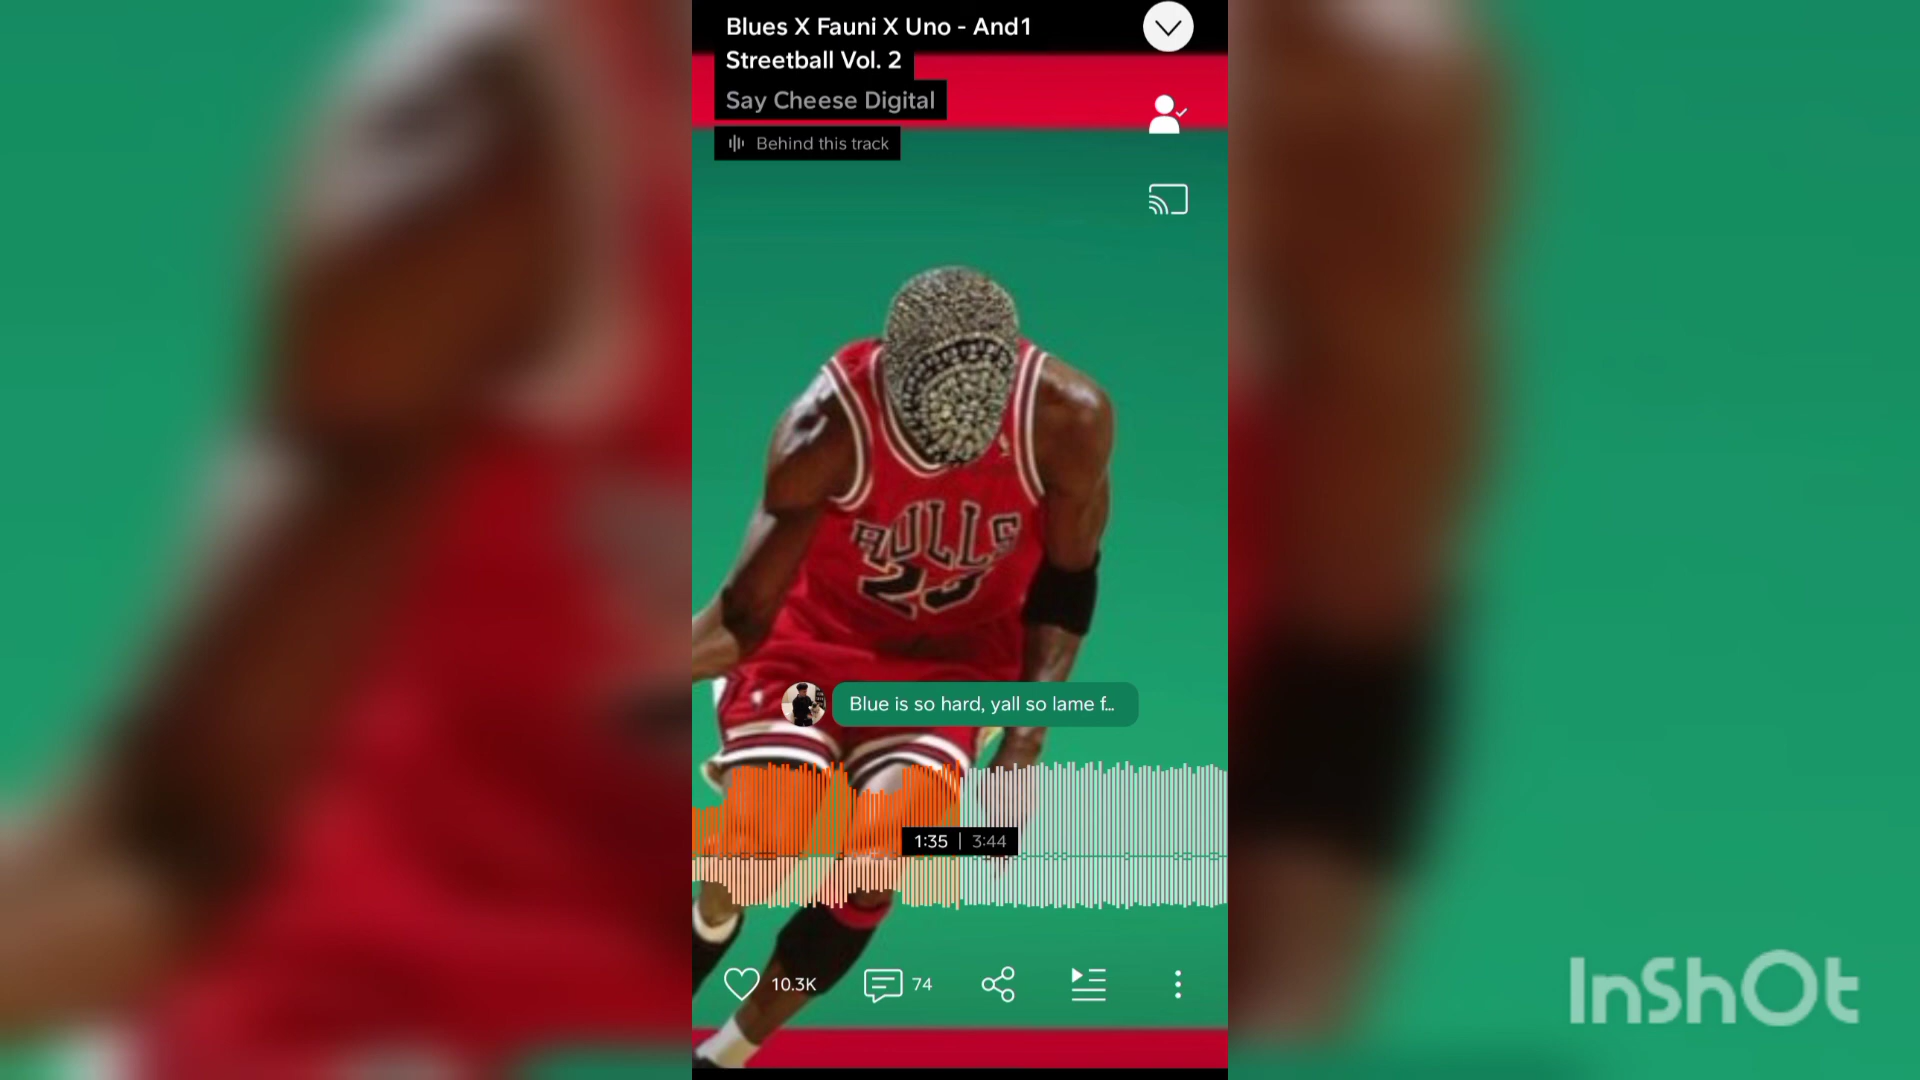 Blues X Fauni X Uno - And1
Streetball Vol. 2
Say Cheese Digital
Behind this track
BULLS
23
Blue is so hard, yall so lame f...
1:35 | 3:44
10.3K
74
InShOt